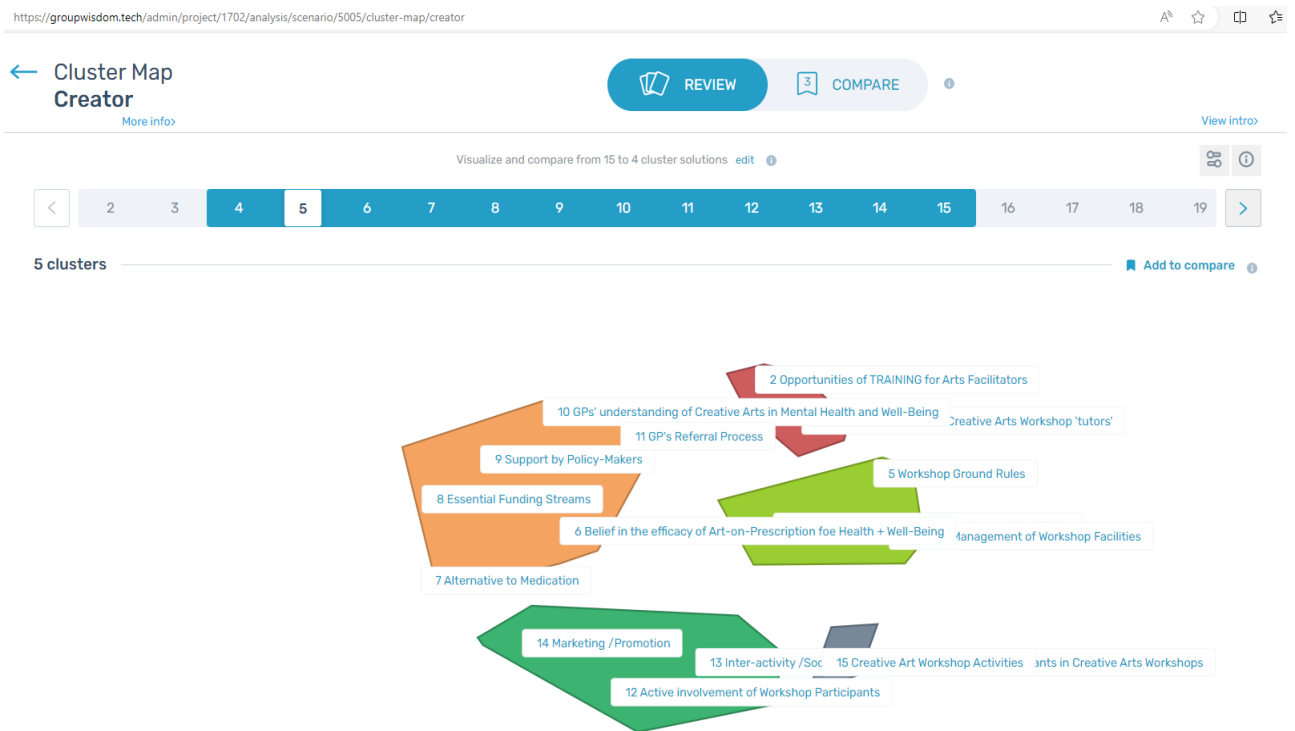 https://groupwisdom.tech/admin/project/1702/analysis/scenario/5005/cluster-map/creator
Cluster Map
Creator
More info>
REVIEW
3
COMPARE
View intro>
Visualize and compare from 15 to 4 cluster solutions edit
2 3 4 5 6 7 8 9 10 11 12 13 14 15 16 17 18 19
5 clusters
Add to compare
2 Opportunities of TRAINING for Arts Facilitators
10 GPs' understanding of Creative Arts in Mental Health and Well-Being
Creative Arts Workshop 'tutors'
11 GP's Referral Process
9 Support by Policy-Makers
5 Workshop Ground Rules
8 Essential Funding Streams
6 Belief in the efficacy of Art-on-Prescription foe Health + Well-Being
Management of Workshop Facilities
7 Alternative to Medication
14 Marketing /Promotion
13 Inter-activity /Soc
15 Creative Art Workshop Activities
ants in Creative Arts Workshops
12 Active involvement of Workshop Participants